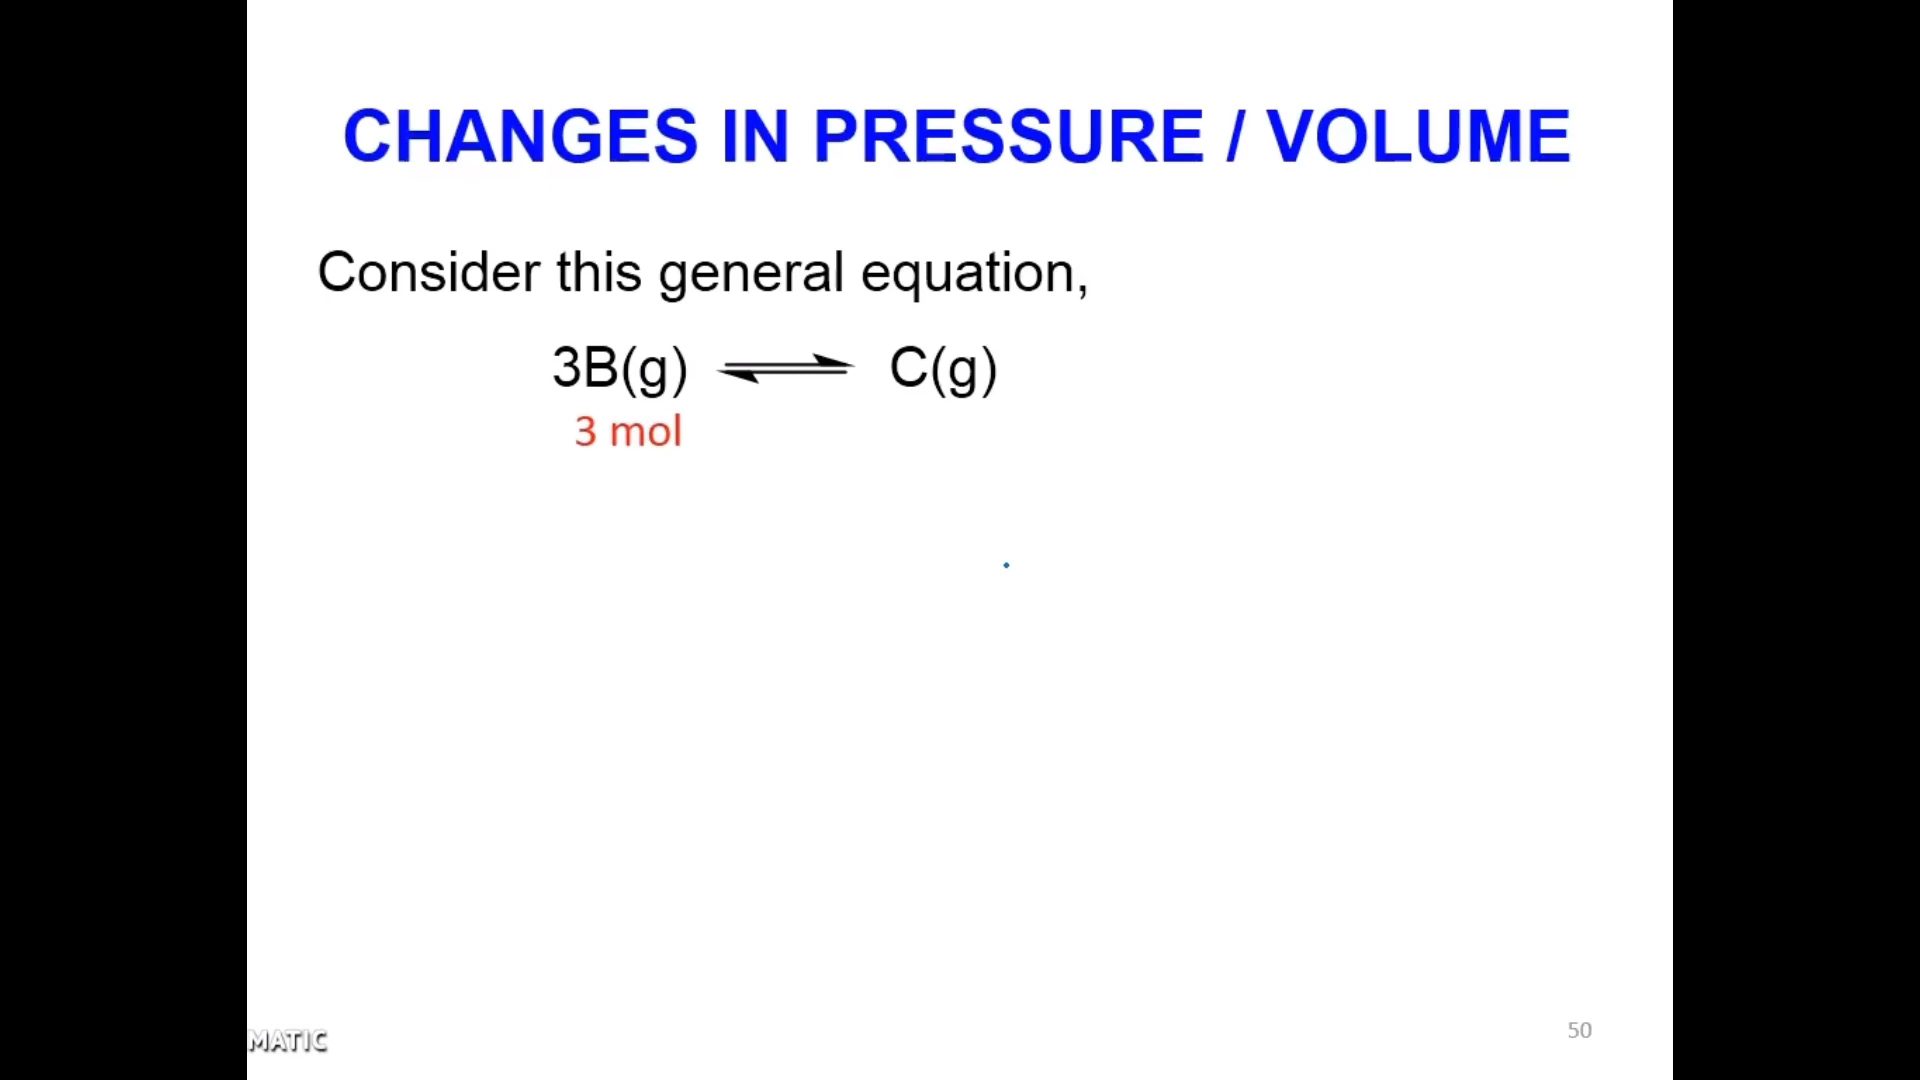 CHANGES IN PRESSURE / VOLUME
Consider this general equation,
3B(g) ⇌ C(g)
3 mol
MATIC
50